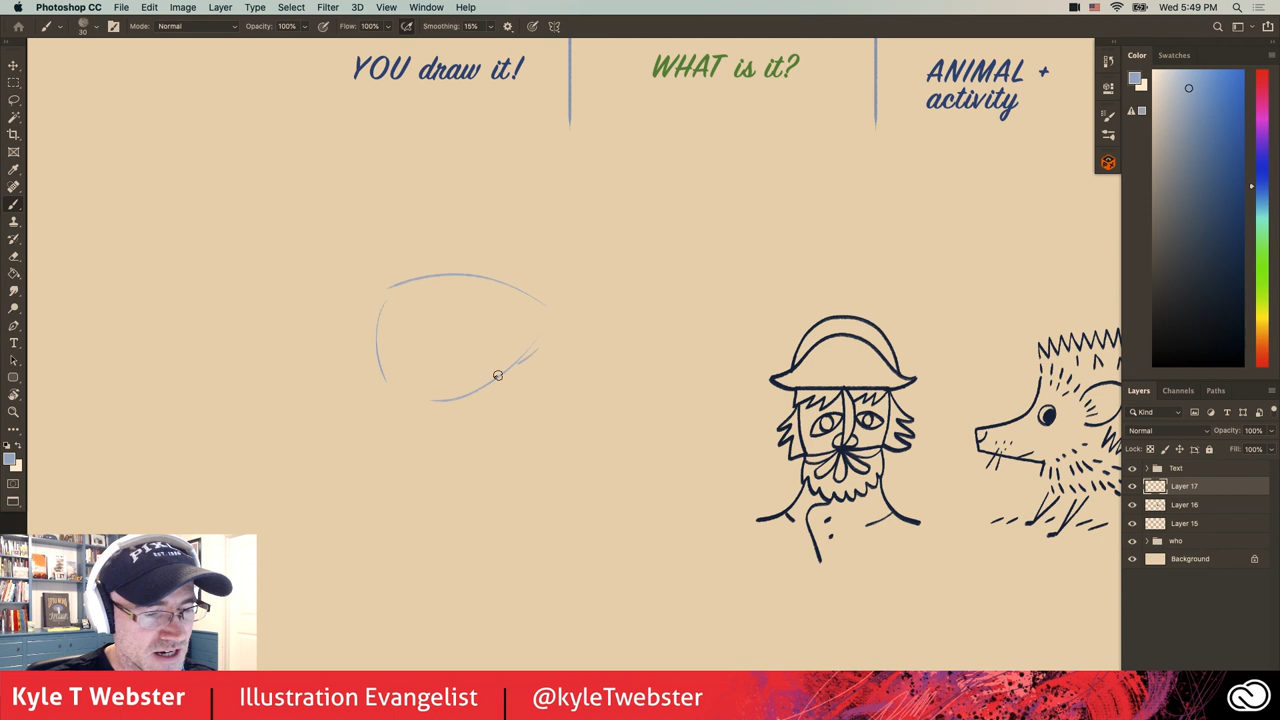 Photoshop CC File Edit Image Layer Type Select Filter 3D View Window Help Wed 5:49 PM
30 Mode: Normal Opacity: 100% Flow: 100% Smoothing: 15%
YOU draw it!
WHAT is it?
ANIMAL +
activity
Color Swatches
Layers Channels Paths
Kind
Normal Opacity: 100%
Lock: Fill: 100%
Text
Layer 17
Layer 16
Layer 15
who
Background
Kyle T Webster | Illustration Evangelist | @kyleTwebster